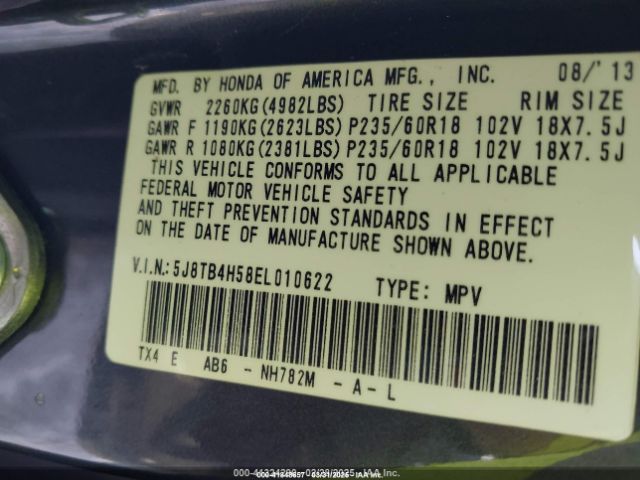 MFD. BY HONDA OF AMERICA MFG., INC. 08/'13
GVWR 2260KG(4982LBS) TIRE SIZE RIM SIZE
GAWR F 1190KG(2623LBS) P235/60R18 102V 18X7.5J
GAWR R 1080KG(2381LBS) P235/60R18 102V 18X7.5J
THIS VEHICLE CONFORMS TO ALL APPLICABLE
FEDERAL MOTOR VEHICLE SAFETY
AND THEFT PREVENTION STANDARDS IN EFFECT
ON THE DATE OF MANUFACTURE SHOWN ABOVE.
V.I.N.:5J8TB4H58EL010622 TYPE: MPV
TX4 E AB6 - NH782M - A - L